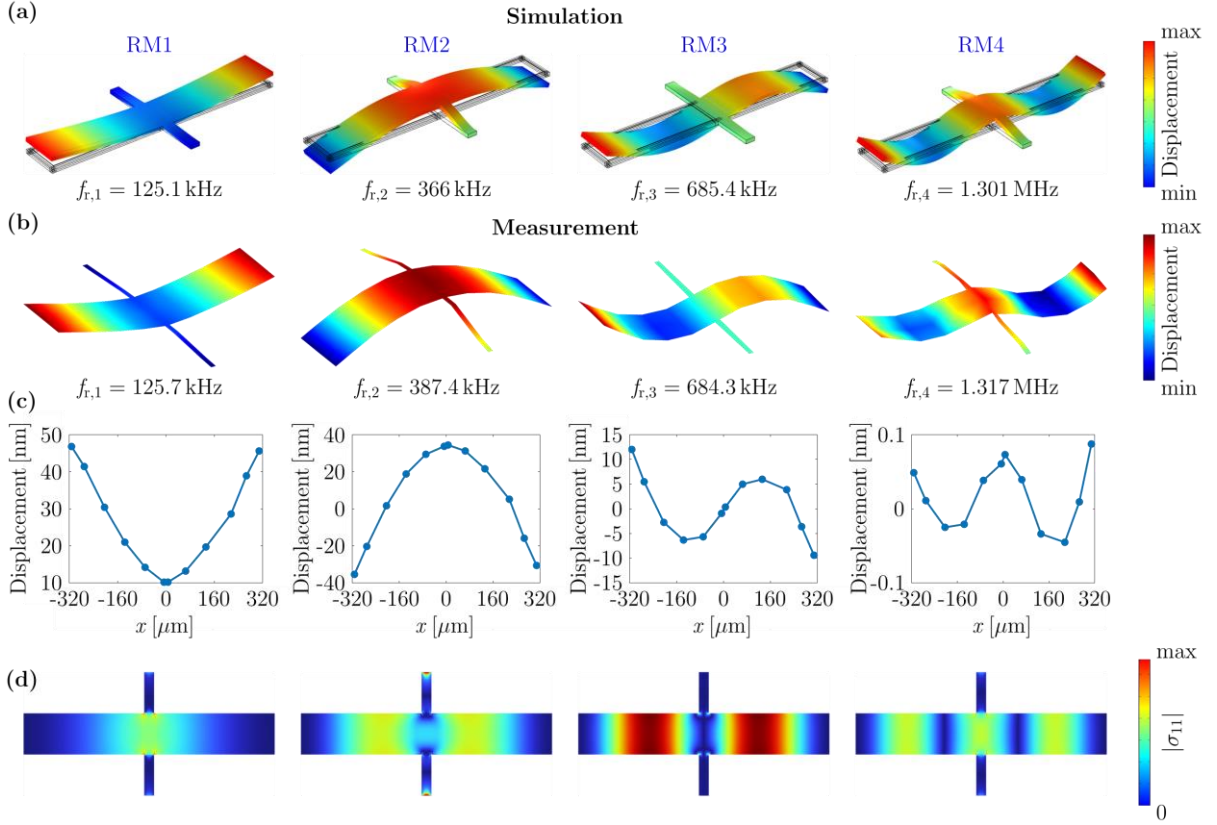 (a)
Simulation
RM1 RM2 RM3 RM4
max
Displacement
min
f_r,1 = 125.1 kHz f_r,2 = 366 kHz f_r,3 = 685.4 kHz f_r,4 = 1.301 MHz
(b)
Measurement
max
Displacement
min
f_r,1 = 125.7 kHz f_r,2 = 387.4 kHz f_r,3 = 684.3 kHz f_r,4 = 1.317 MHz
(c)
Displacement [nm]
50
40
30
20
10
-320 -160 0 160 320
x [μm]
Displacement [nm]
40
20
0
-20
-40
-320 -160 0 160 320
x [μm]
Displacement [nm]
15
10
5
0
-5
-10
-15
-320 -160 0 160 320
x [μm]
Displacement [nm]
0.1
0
-0.1
-320 -160 0 160 320
x [μm]
(d)
max
|σ11|
0